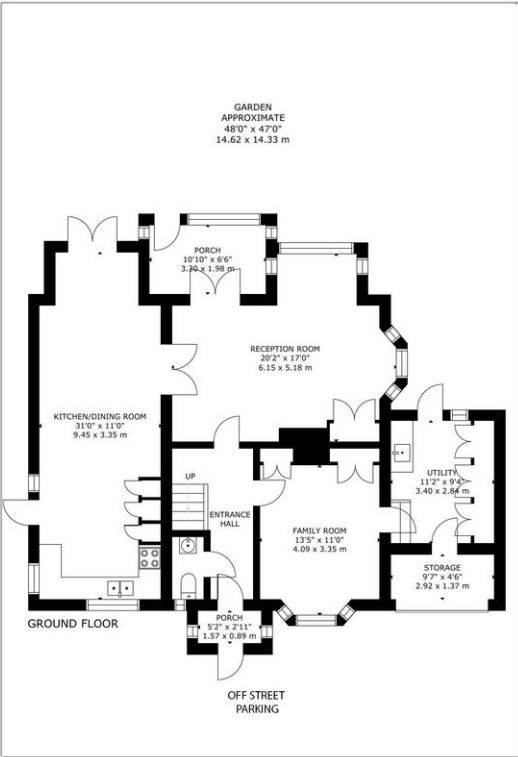 GARDEN
APPROXIMATE
48'0" x 47'0"
14.62 x 14.33 m
PORCH
10'10" x 6'6"
3.30 x 1.98 m
RECEPTION ROOM
20'2" x 17'0"
6.15 x 5.18 m
KITCHEN/DINING ROOM
31'0" x 11'0"
9.45 x 3.35 m
UP
ENTRANCE
HALL
FAMILY ROOM
13'5" x 11'0"
4.09 x 3.35 m
UTILITY
11'2" x 9'4"
3.40 x 2.84 m
STORAGE
9'7" x 4'6"
2.92 x 1.37 m
PORCH
5'2" x 2'11"
1.57 x 0.89 m
GROUND FLOOR
OFF STREET
PARKING